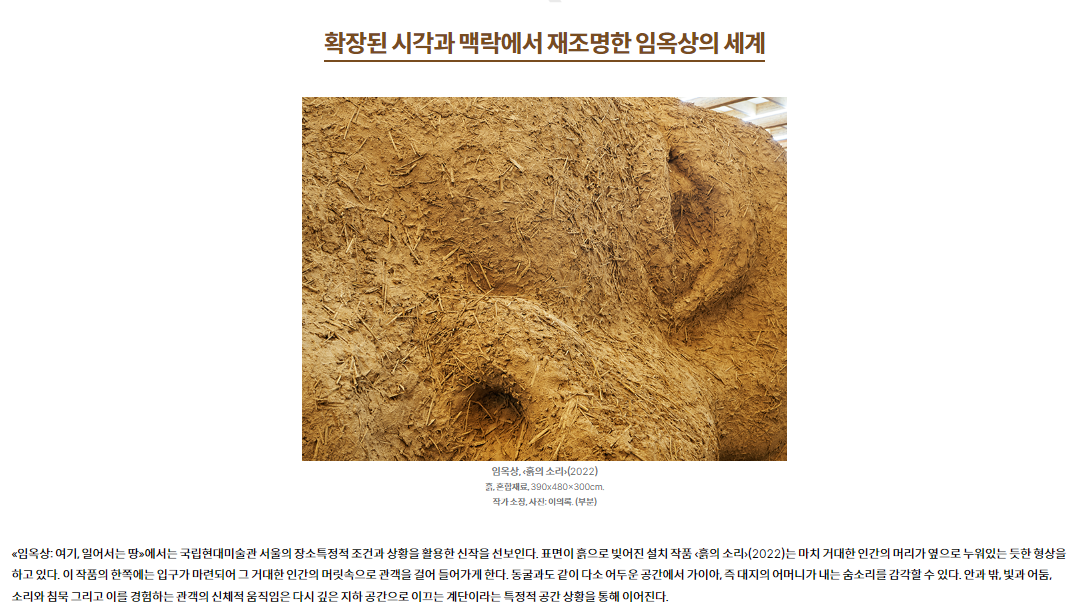 확장된 시각과 맥락에서 재조명한 임옥상의 세계
임옥상, ‹흙의 소리›(2022)
흙, 혼합재료, 390x480×300cm.
작가 소장, 사진: 이의록. (부분)
«임옥상: 여기, 일어서는 땅»에서는 국립현대미술관 서울의 장소특정적 조건과 상황을 활용한 신작을 선보인다. 표면이 흙으로 빚어진 설치 작품 ‹흙의 소리›(2022)는 마치 거대한 인간의 머리가 옆으로 누워있는 듯한 형상을
하고 있다. 이 작품의 한쪽에는 입구가 마련되어 그 거대한 인간의 머릿속으로 관객을 걸어 들어가게 한다. 동굴과도 같이 다소 어두운 공간에서 가이아, 즉 대지의 어머니가 내는 숨소리를 감각할 수 있다. 안과 밖, 빛과 어둠,
소리와 침묵 그리고 이를 경험하는 관객의 신체적 움직임은 다시 깊은 지하 공간으로 이끄는 계단이라는 특정적 공간 상황을 통해 이어진다.